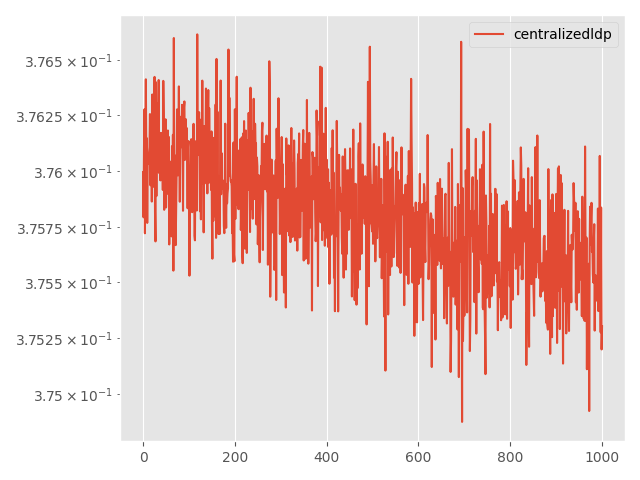 centralizedldp
3.765 × 10⁻¹
3.7625 × 10⁻¹
3.76 × 10⁻¹
3.7575 × 10⁻¹
3.755 × 10⁻¹
3.7525 × 10⁻¹
3.75 × 10⁻¹
0 200 400 600 800 1000